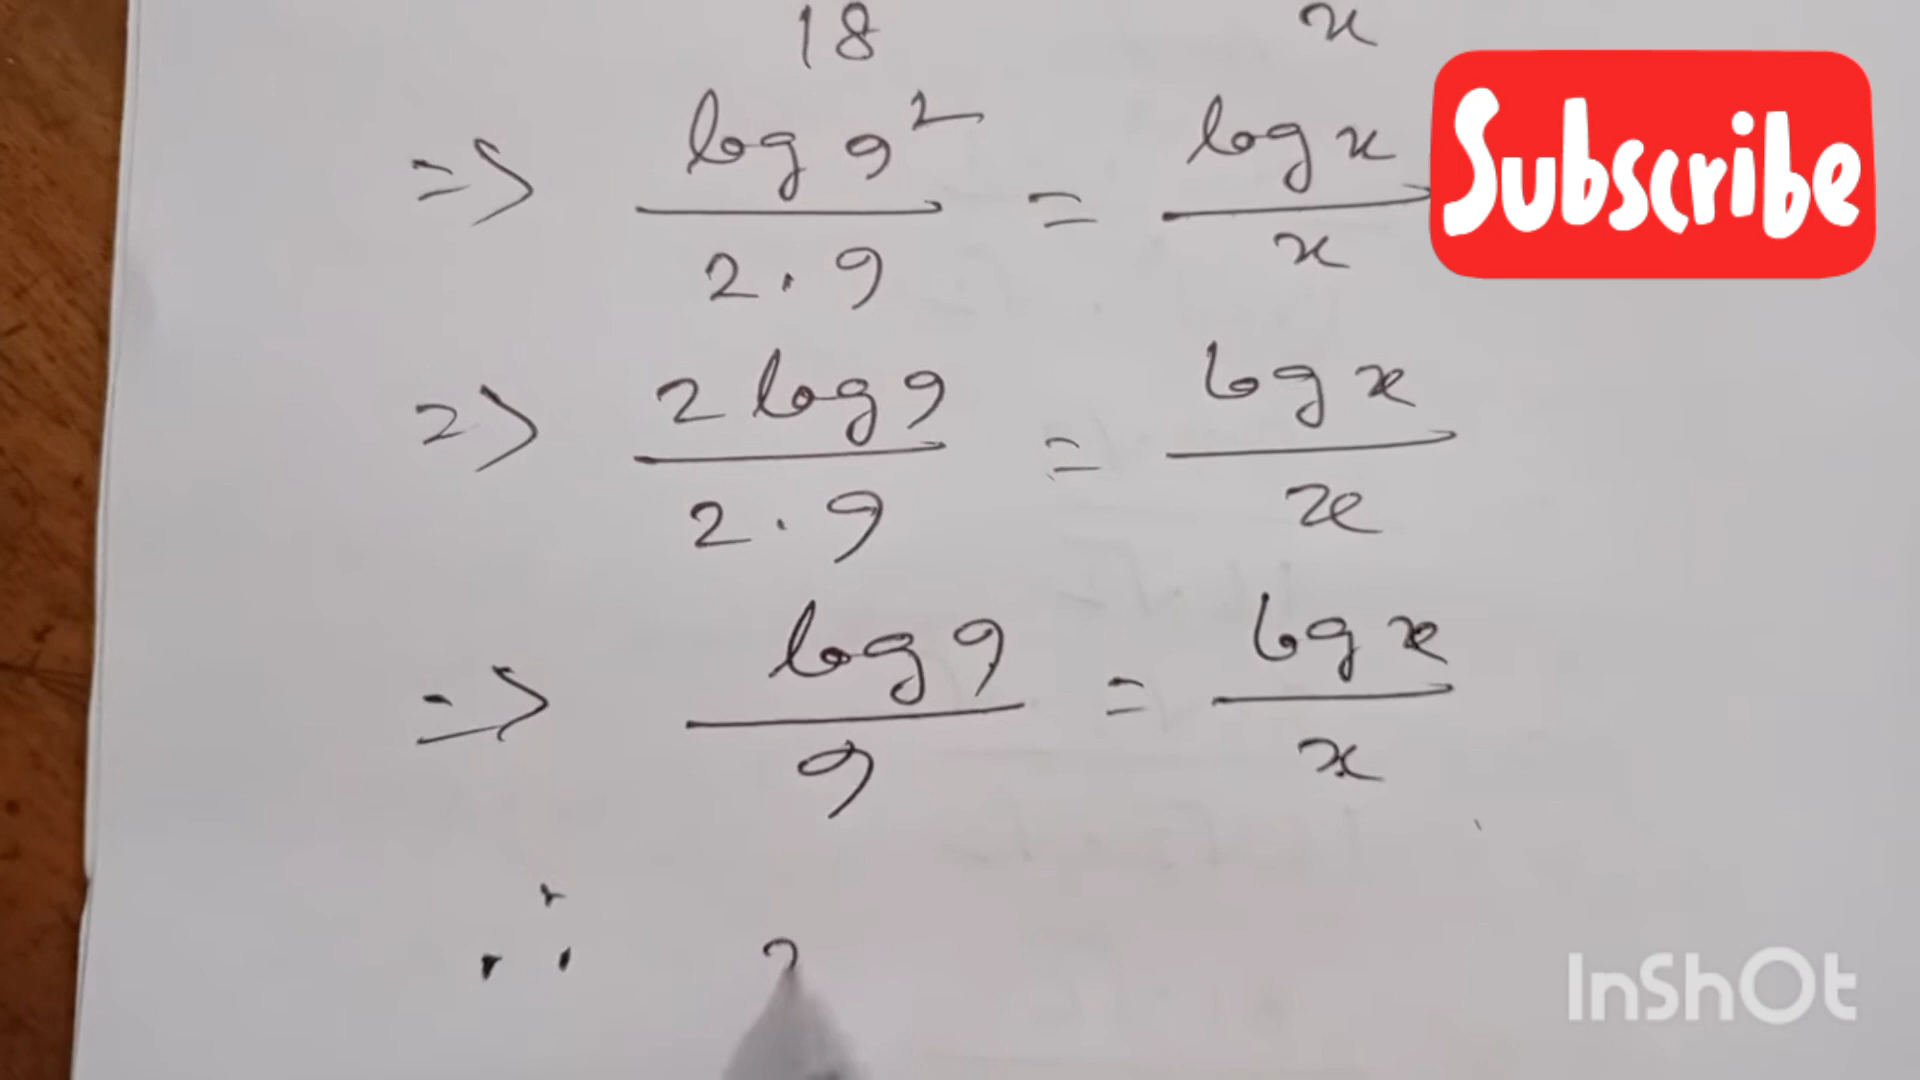 18 x
=> log 9² / 2.9 = log x / x
=> 2 log 9 / 2.9 = log x / x
=> log 9 / 9 = log x / x
∴
Subscribe
InShOt